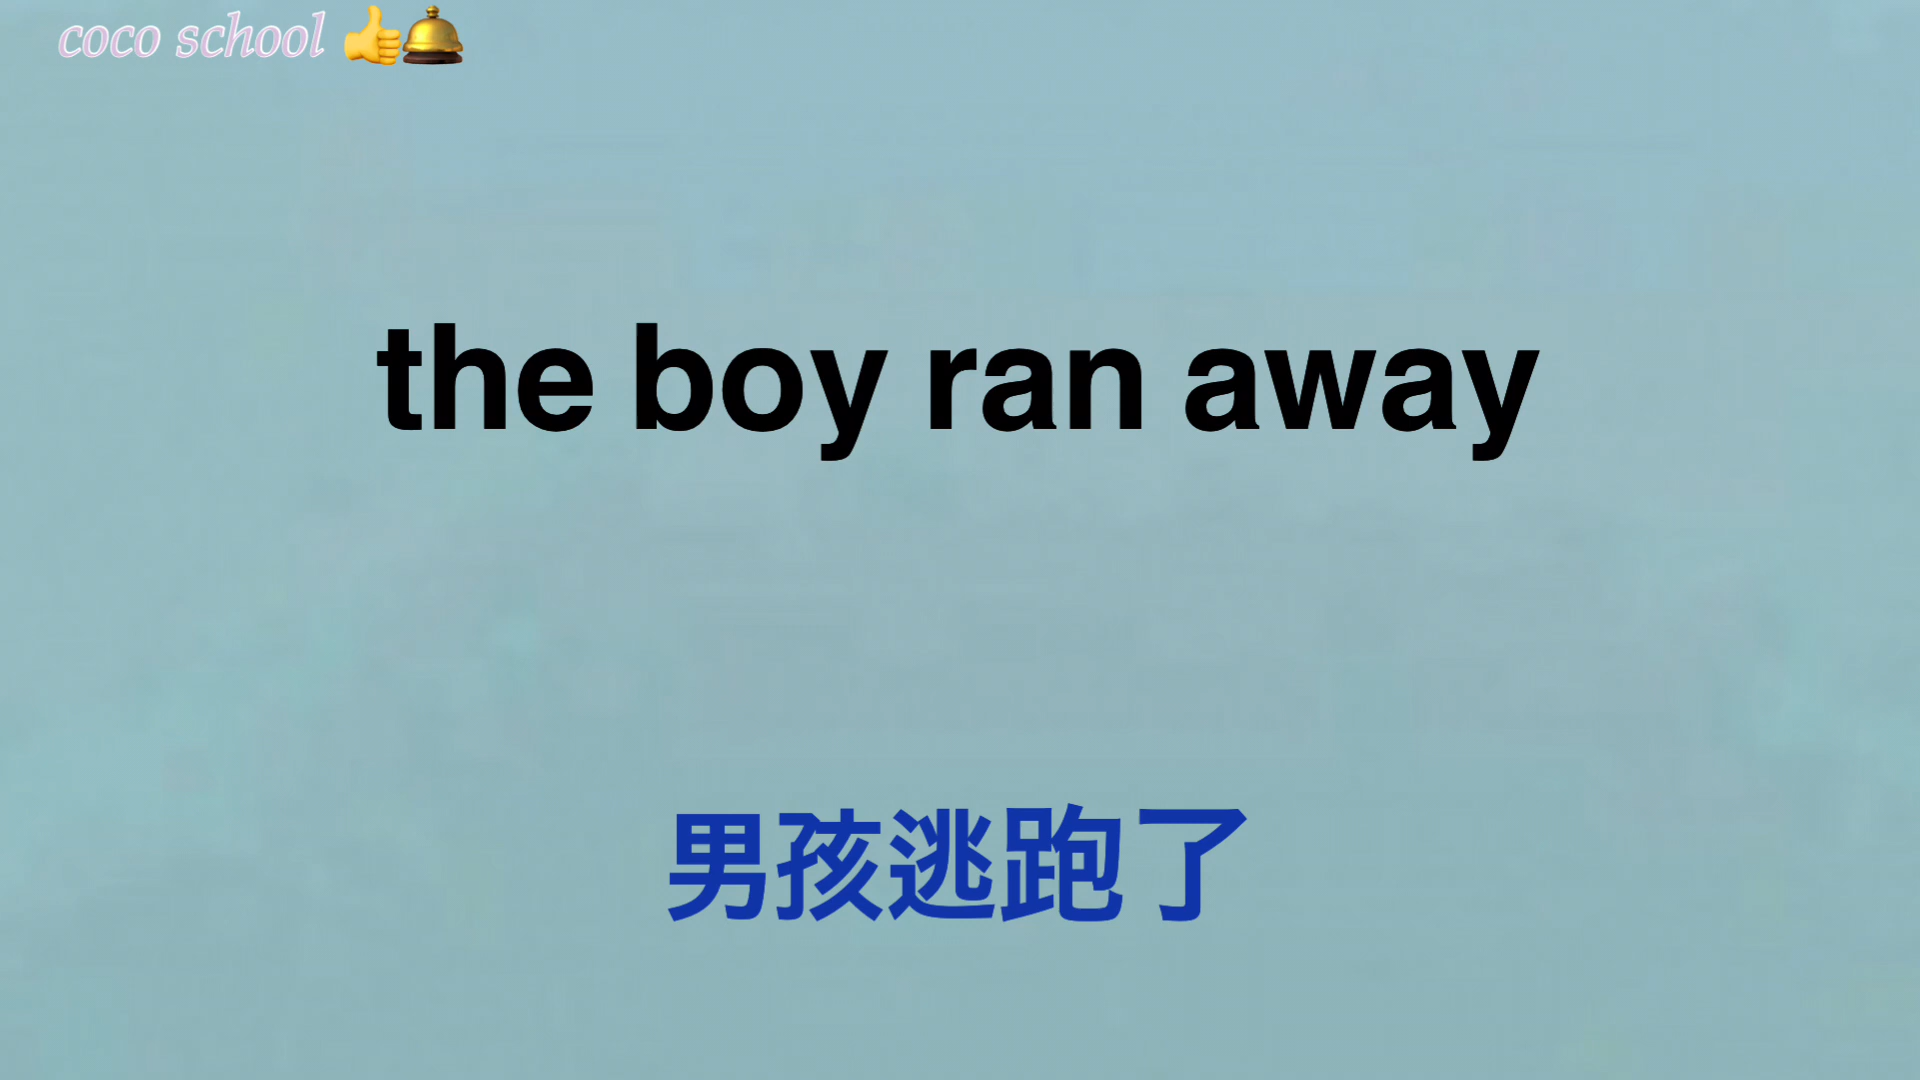 coco school 👍🛎️
the boy ran away
男孩逃跑了